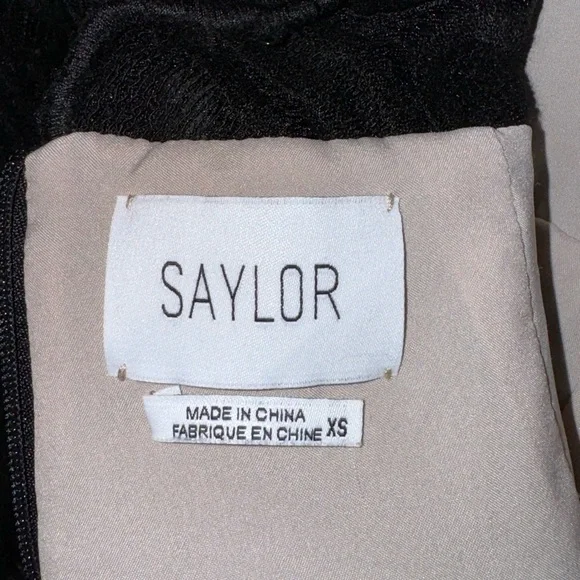 SAYLOR
MADE IN CHINA
FABRIQUE EN CHINE XS